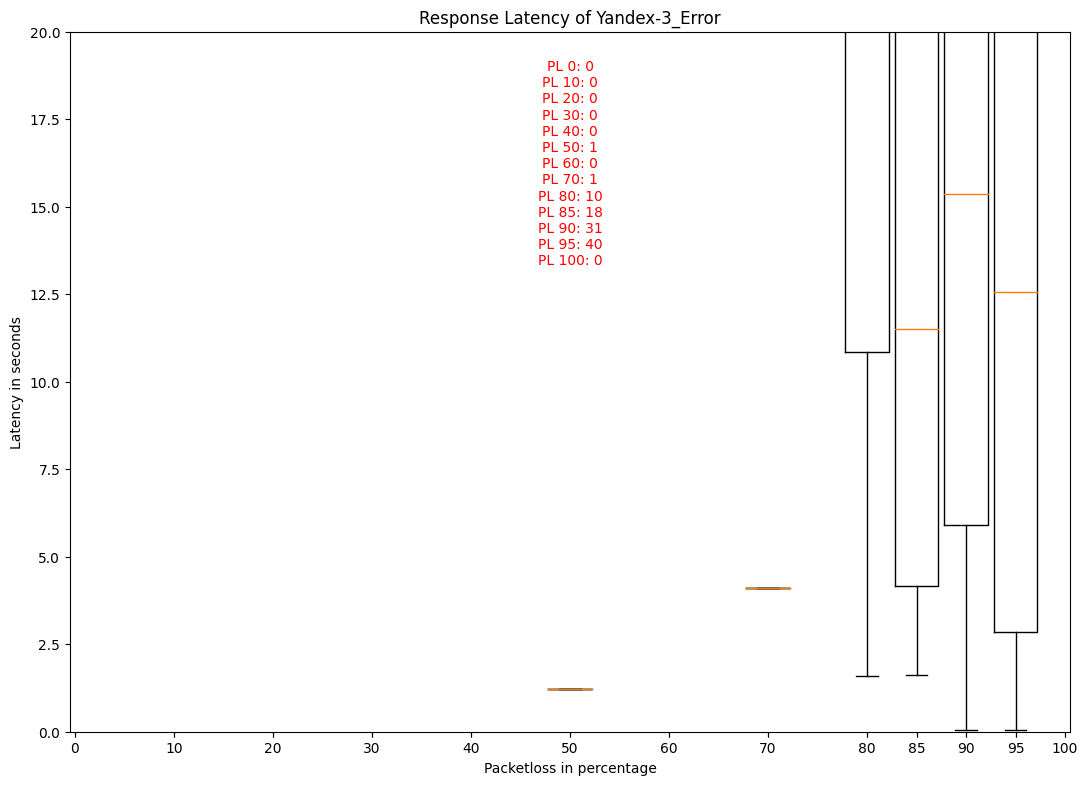 Response Latency of Yandex-3_Error
20.0
17.5
15.0
12.5
10.0
7.5
5.0
2.5
0.0
Latency in seconds
PL 0: 0
PL 10: 0
PL 20: 0
PL 30: 0
PL 40: 0
PL 50: 1
PL 60: 0
PL 70: 1
PL 80: 10
PL 85: 18
PL 90: 31
PL 95: 40
PL 100: 0
0 10 20 30 40 50 60 70 80 85 90 95 100
Packetloss in percentage